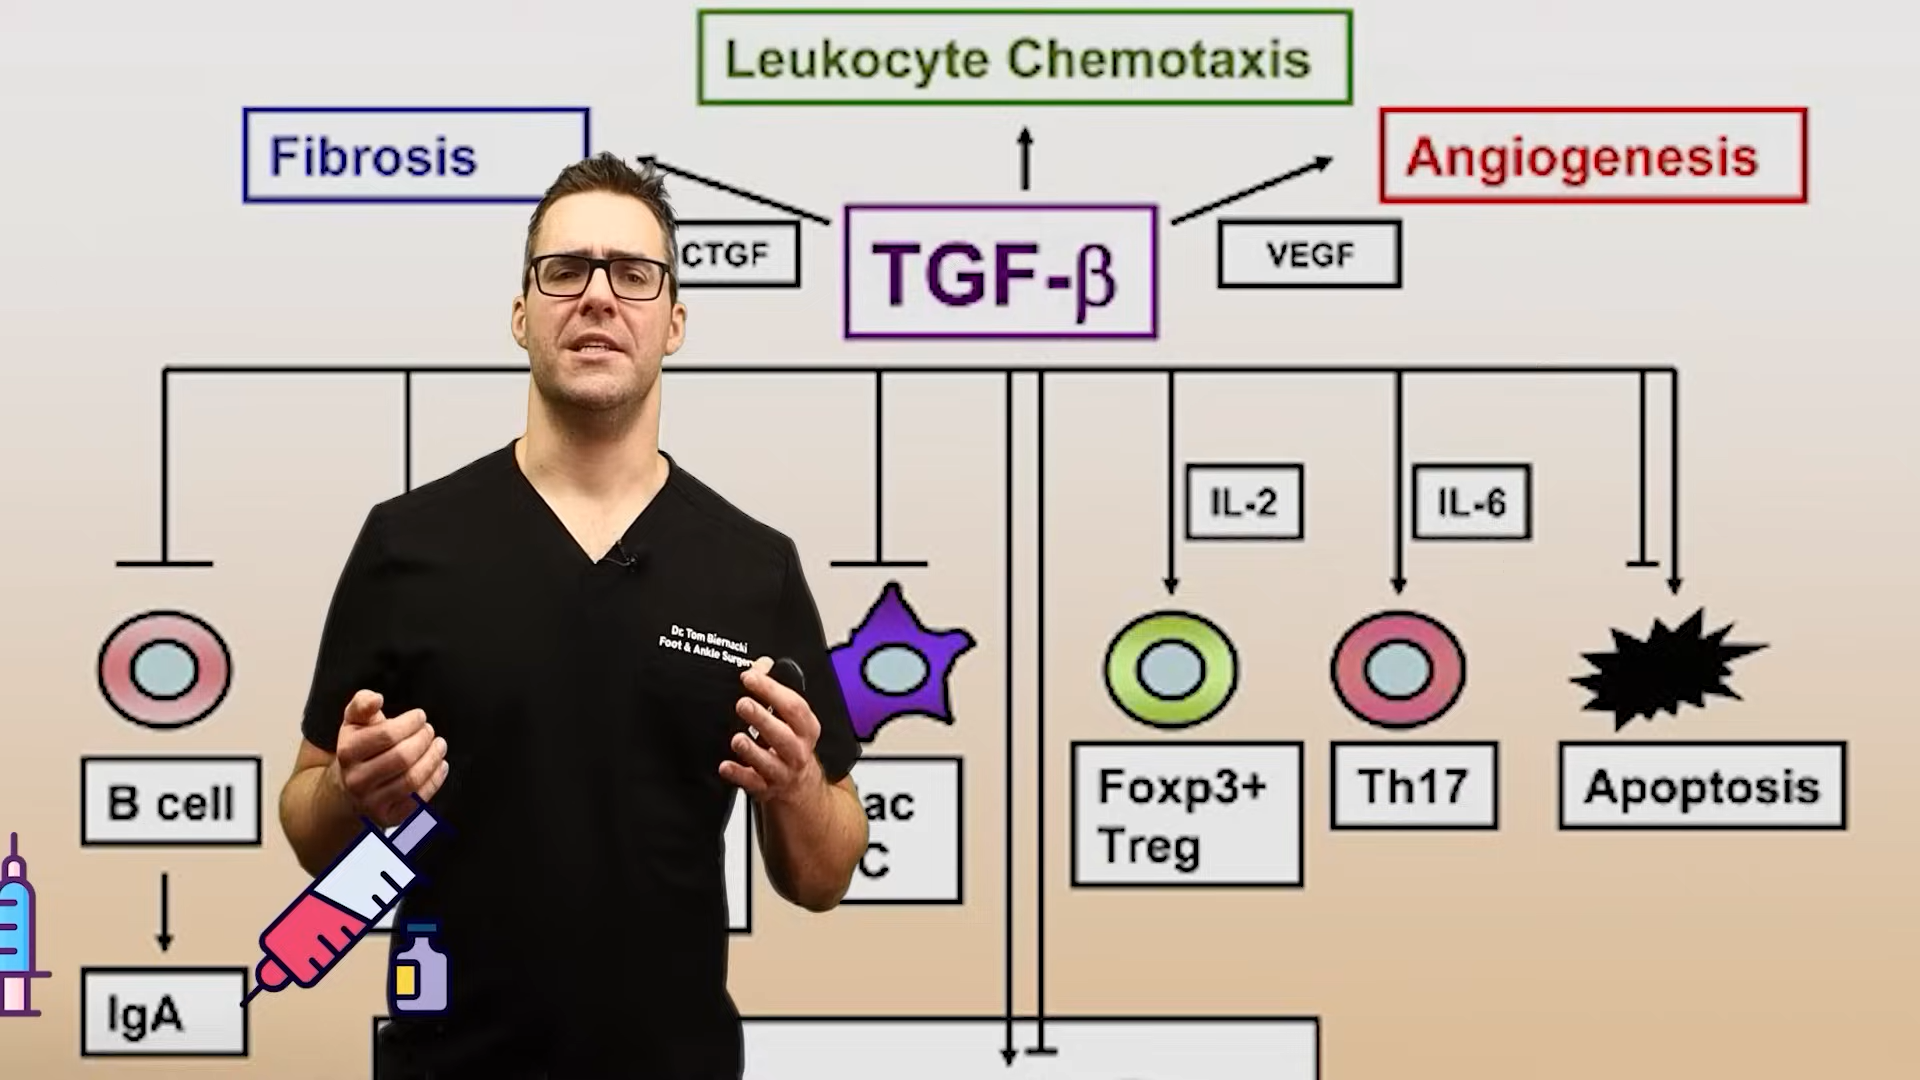 Leukocyte Chemotaxis
Fibrosis
Angiogenesis
CTGF
TGF-β
VEGF
IL-2
IL-6
Dr. Tom Biernacki
Foot & Ankle Surgery
B cell
Foxp3+
Treg
Th17
Apoptosis
IgA